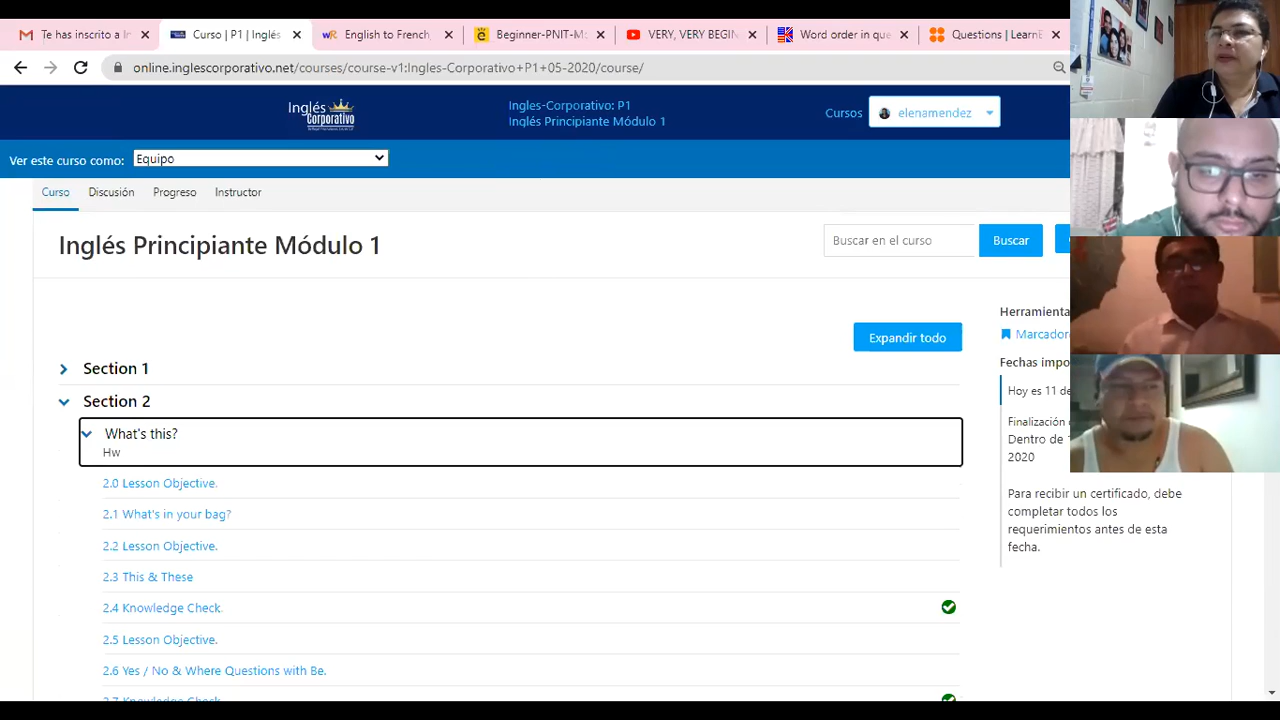 Te has inscrito a In
Curso | P1 | Inglés
English to French
Beginner-PNIT-M
VERY, VERY BEGIN
Word order in que
Questions | LearnE
online.inglescorporativo.net/courses/course-v1:Ingles-Corporativo+P1+05-2020/course/
Inglés
Corporativo
Ingles-Corporativo: P1
Inglés Principiante Módulo 1
Cursos
elenamendez
Ver este curso como:
Equipo
Curso
Discusión
Progreso
Instructor
Inglés Principiante Módulo 1
Buscar en el curso
Buscar
Expandir todo
Section 1
Section 2
What's this?
Hw
2.0 Lesson Objective.
2.1 What's in your bag?
2.2 Lesson Objective.
2.3 This & These
2.4 Knowledge Check.
2.5 Lesson Objective.
2.6 Yes / No & Where Questions with Be.
2.7 Knowledge Check.
Herramienta
Marcador
Fechas impo
Hoy es 11 de
Finalización
Dentro de 1
2020
Para recibir un certificado, debe
completar todos los
requerimientos antes de esta
fecha.